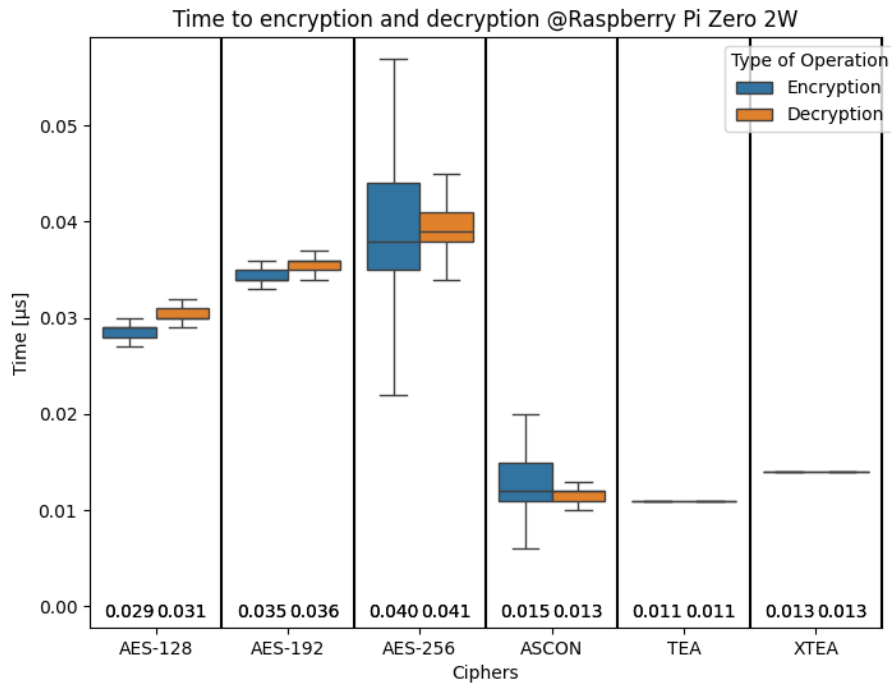 Time to encryption and decryption @Raspberry Pi Zero 2W
Type of Operation
Encryption
Decryption
0.05
0.04
0.03
0.02
0.01
0.00
Time [µs]
0.029 0.031 0.035 0.036 0.040 0.041 0.015 0.013 0.011 0.011 0.013 0.013
AES-128 AES-192 AES-256 ASCON TEA XTEA
Ciphers